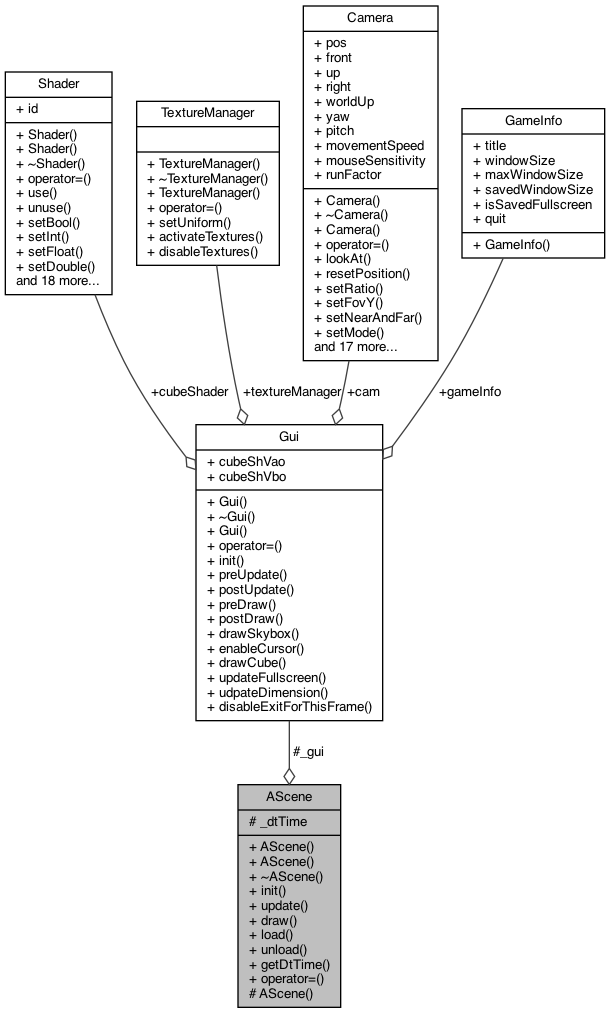 Camera
+ pos
+ front
+ up
+ right
+ worldUp
+ yaw
+ pitch
+ movementSpeed
+ mouseSensitivity
+ runFactor
+ Camera()
+ ~Camera()
+ Camera()
+ operator=()
+ lookAt()
+ resetPosition()
+ setRatio()
+ setFovY()
+ setNearAndFar()
+ setMode()
and 17 more...
Shader
+ id
+ Shader()
+ Shader()
+ ~Shader()
+ operator=()
+ use()
+ unuse()
+ setBool()
+ setInt()
+ setFloat()
+ setDouble()
and 18 more...
TextureManager
+ TextureManager()
+ ~TextureManager()
+ TextureManager()
+ operator=()
+ setUniform()
+ activateTextures()
+ disableTextures()
GameInfo
+ title
+ windowSize
+ maxWindowSize
+ savedWindowSize
+ isSavedFullscreen
+ quit
+ GameInfo()
+cubeShader
+textureManager
+cam
+gameInfo
Gui
+ cubeShVao
+ cubeShVbo
+ Gui()
+ ~Gui()
+ Gui()
+ operator=()
+ init()
+ preUpdate()
+ postUpdate()
+ preDraw()
+ postDraw()
+ drawSkybox()
+ enableCursor()
+ drawCube()
+ updateFullscreen()
+ udpateDimension()
+ disableExitForThisFrame()
#_gui
AScene
# _dtTime
+ AScene()
+ AScene()
+ ~AScene()
+ init()
+ update()
+ draw()
+ load()
+ unload()
+ getDtTime()
+ operator=()
# AScene()